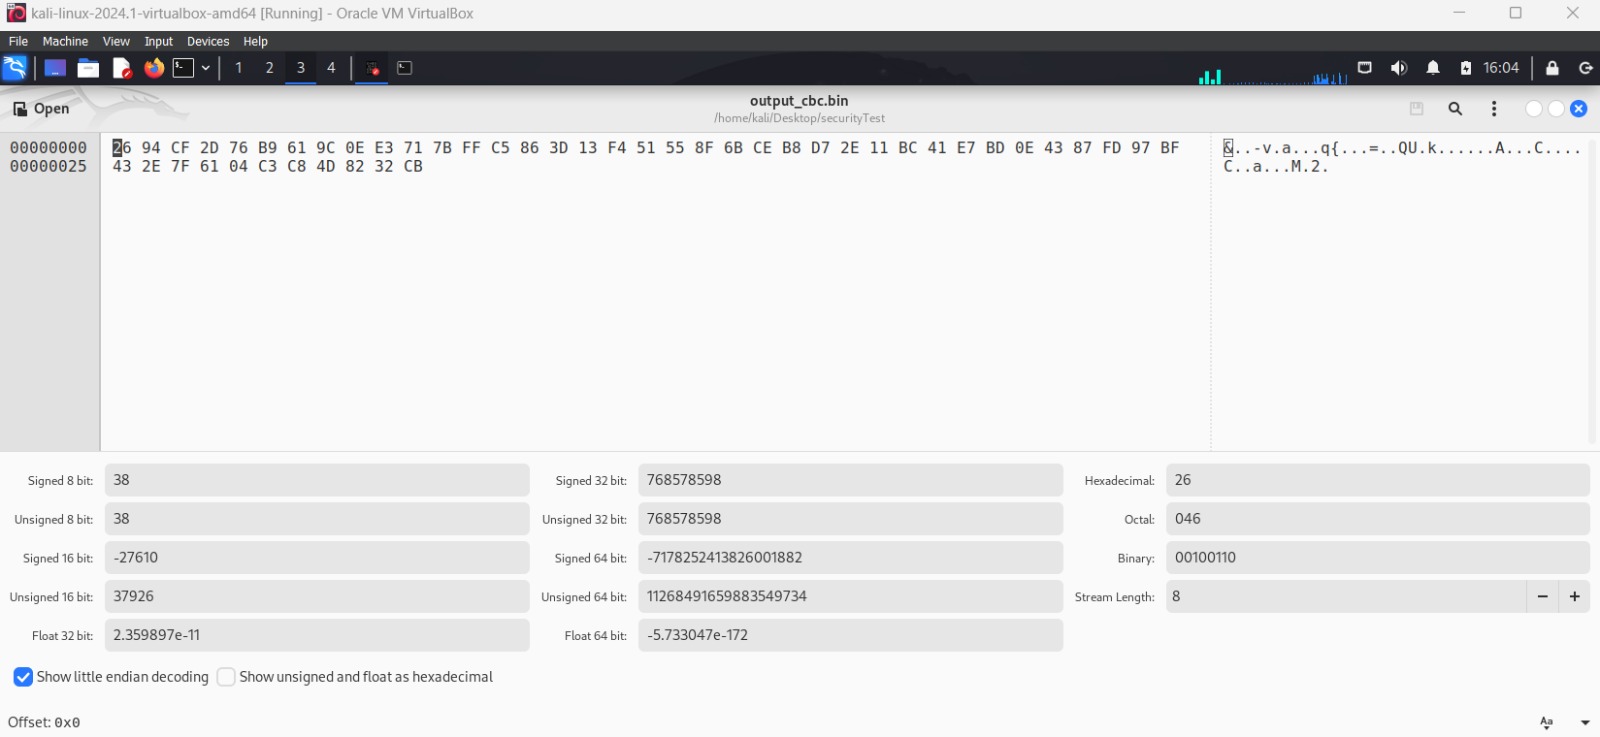 kali-linux-2024.1-virtualbox-amd64 [Running] - Oracle VM VirtualBox
File Machine View Input Devices Help
1 2 3 4 16:04
Open
output_cbc.bin
/home/kali/Desktop/securityTest
00000000 26 94 CF 2D 76 B9 61 9C 0E E3 71 7B FF C5 86 3D 13 F4 51 55 8F 6B CE B8 D7 2E 11 BC 41 E7 BD 0E 43 87 FD 97 BF &..-v.a...q{...=..QU.k......A...C....
00000025 43 2E 7F 61 04 C3 C8 4D 82 32 CB C..a...M.2.
Signed 8 bit: 38 Signed 32 bit: 768578598 Hexadecimal: 26
Unsigned 8 bit: 38 Unsigned 32 bit: 768578598 Octal: 046
Signed 16 bit: -27610 Signed 64 bit: -7178252413826001882 Binary: 00100110
Unsigned 16 bit: 37926 Unsigned 64 bit: 11268491659883549734 Stream Length: 8 − +
Float 32 bit: 2.359897e-11 Float 64 bit: -5.733047e-172
Show little endian decoding Show unsigned and float as hexadecimal
Offset: 0x0 Aa